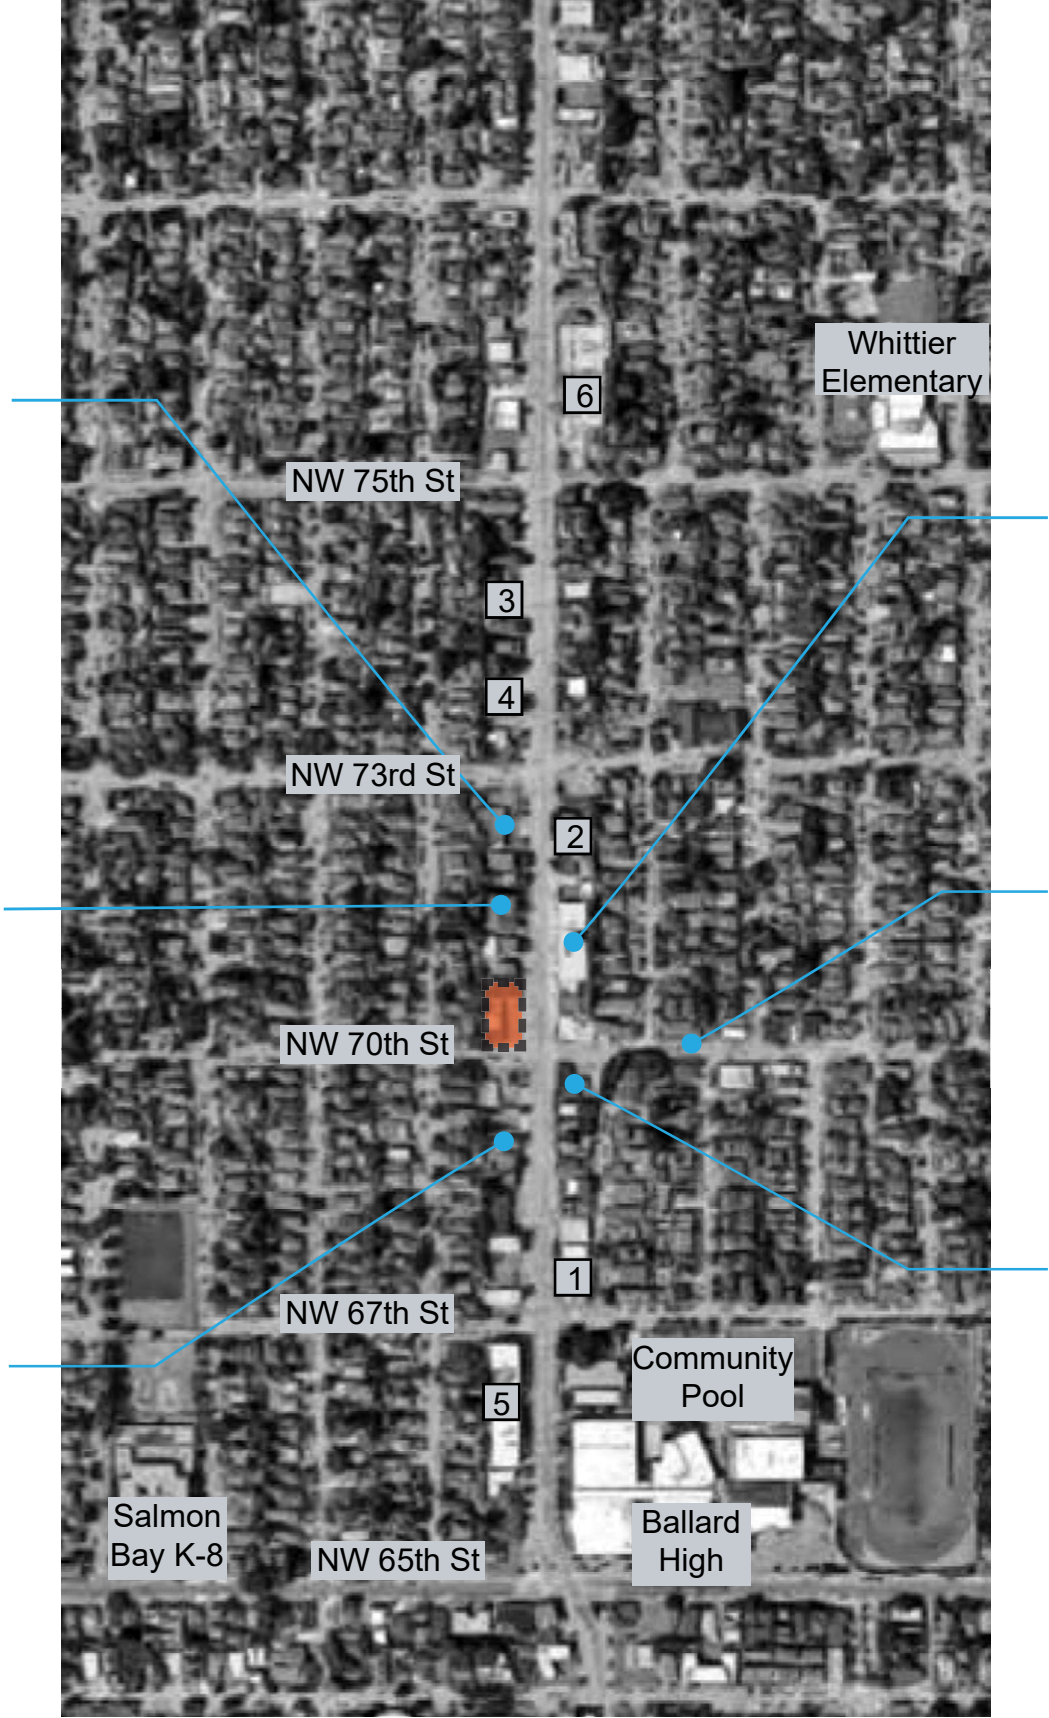 Whittier
Elementary
6
NW 75th St
3
4
NW 73rd St
2
NW 70th St
1
NW 67th St
Community
Pool
5
Salmon
Bay K-8
Ballard
High
NW 65th St